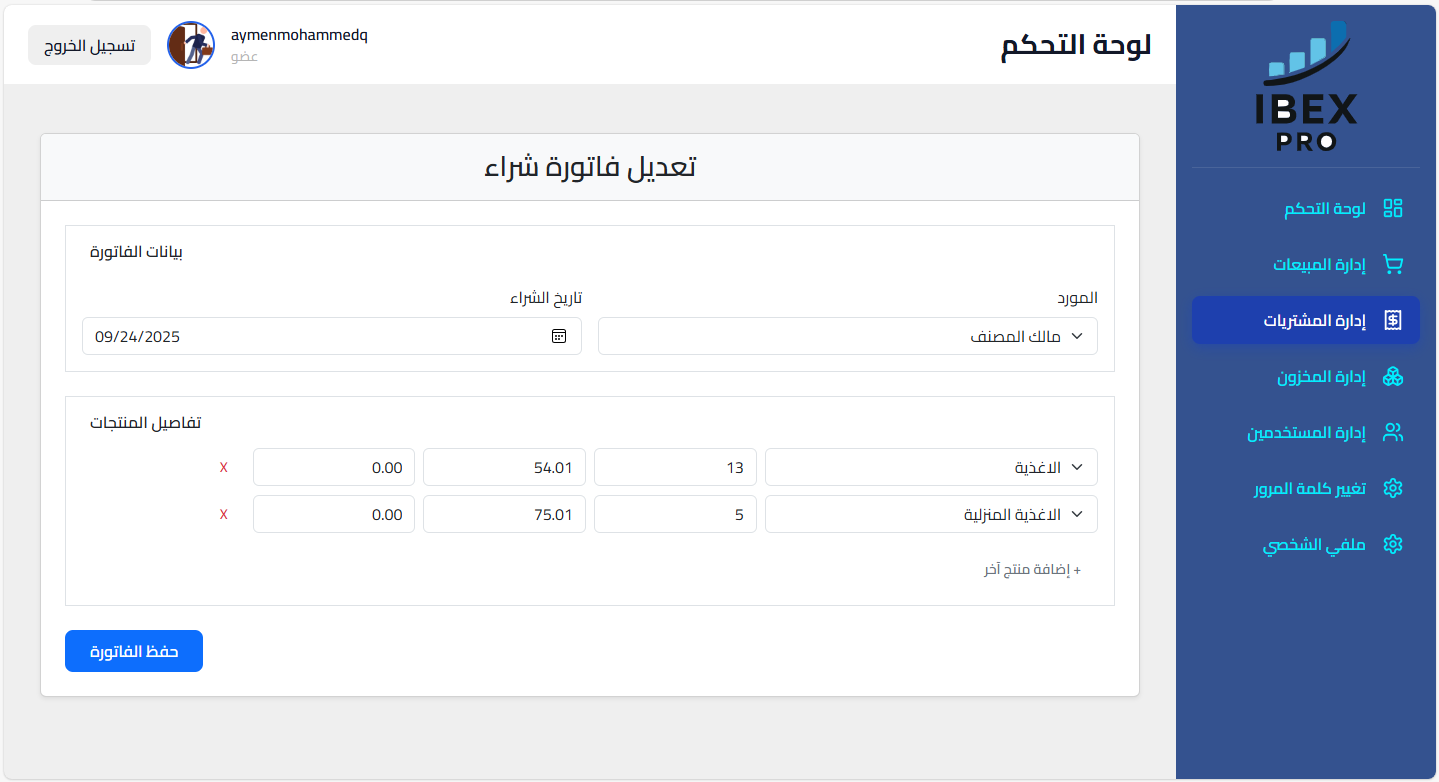 IBEX
PRO
لوحة التحكم
إدارة المبيعات
إدارة المشتريات
إدارة المخزون
إدارة المستخدمين
تغيير كلمة المرور
ملفي الشخصي
لوحة التحكم
aymenmohammedq
عضو
تسجيل الخروج
تعديل فاتورة شراء
بيانات الفاتورة
المورد
مالك المصنف
تاريخ الشراء
09/24/2025
تفاصيل المنتجات
الاغذية 13 54.01 0.00 X
الاغذية المنزلية 5 75.01 0.00 X
+ إضافة منتج آخر
حفظ الفاتورة